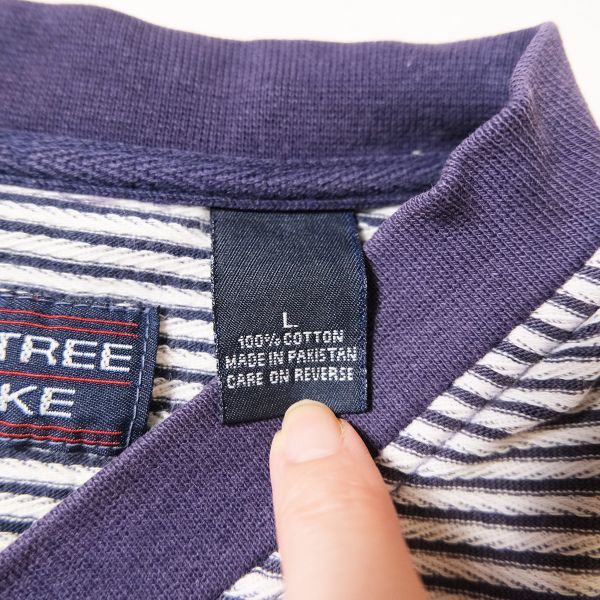 TREE
KE
L
100% COTTON
MADE IN PAKISTAN
CARE ON REVERSE